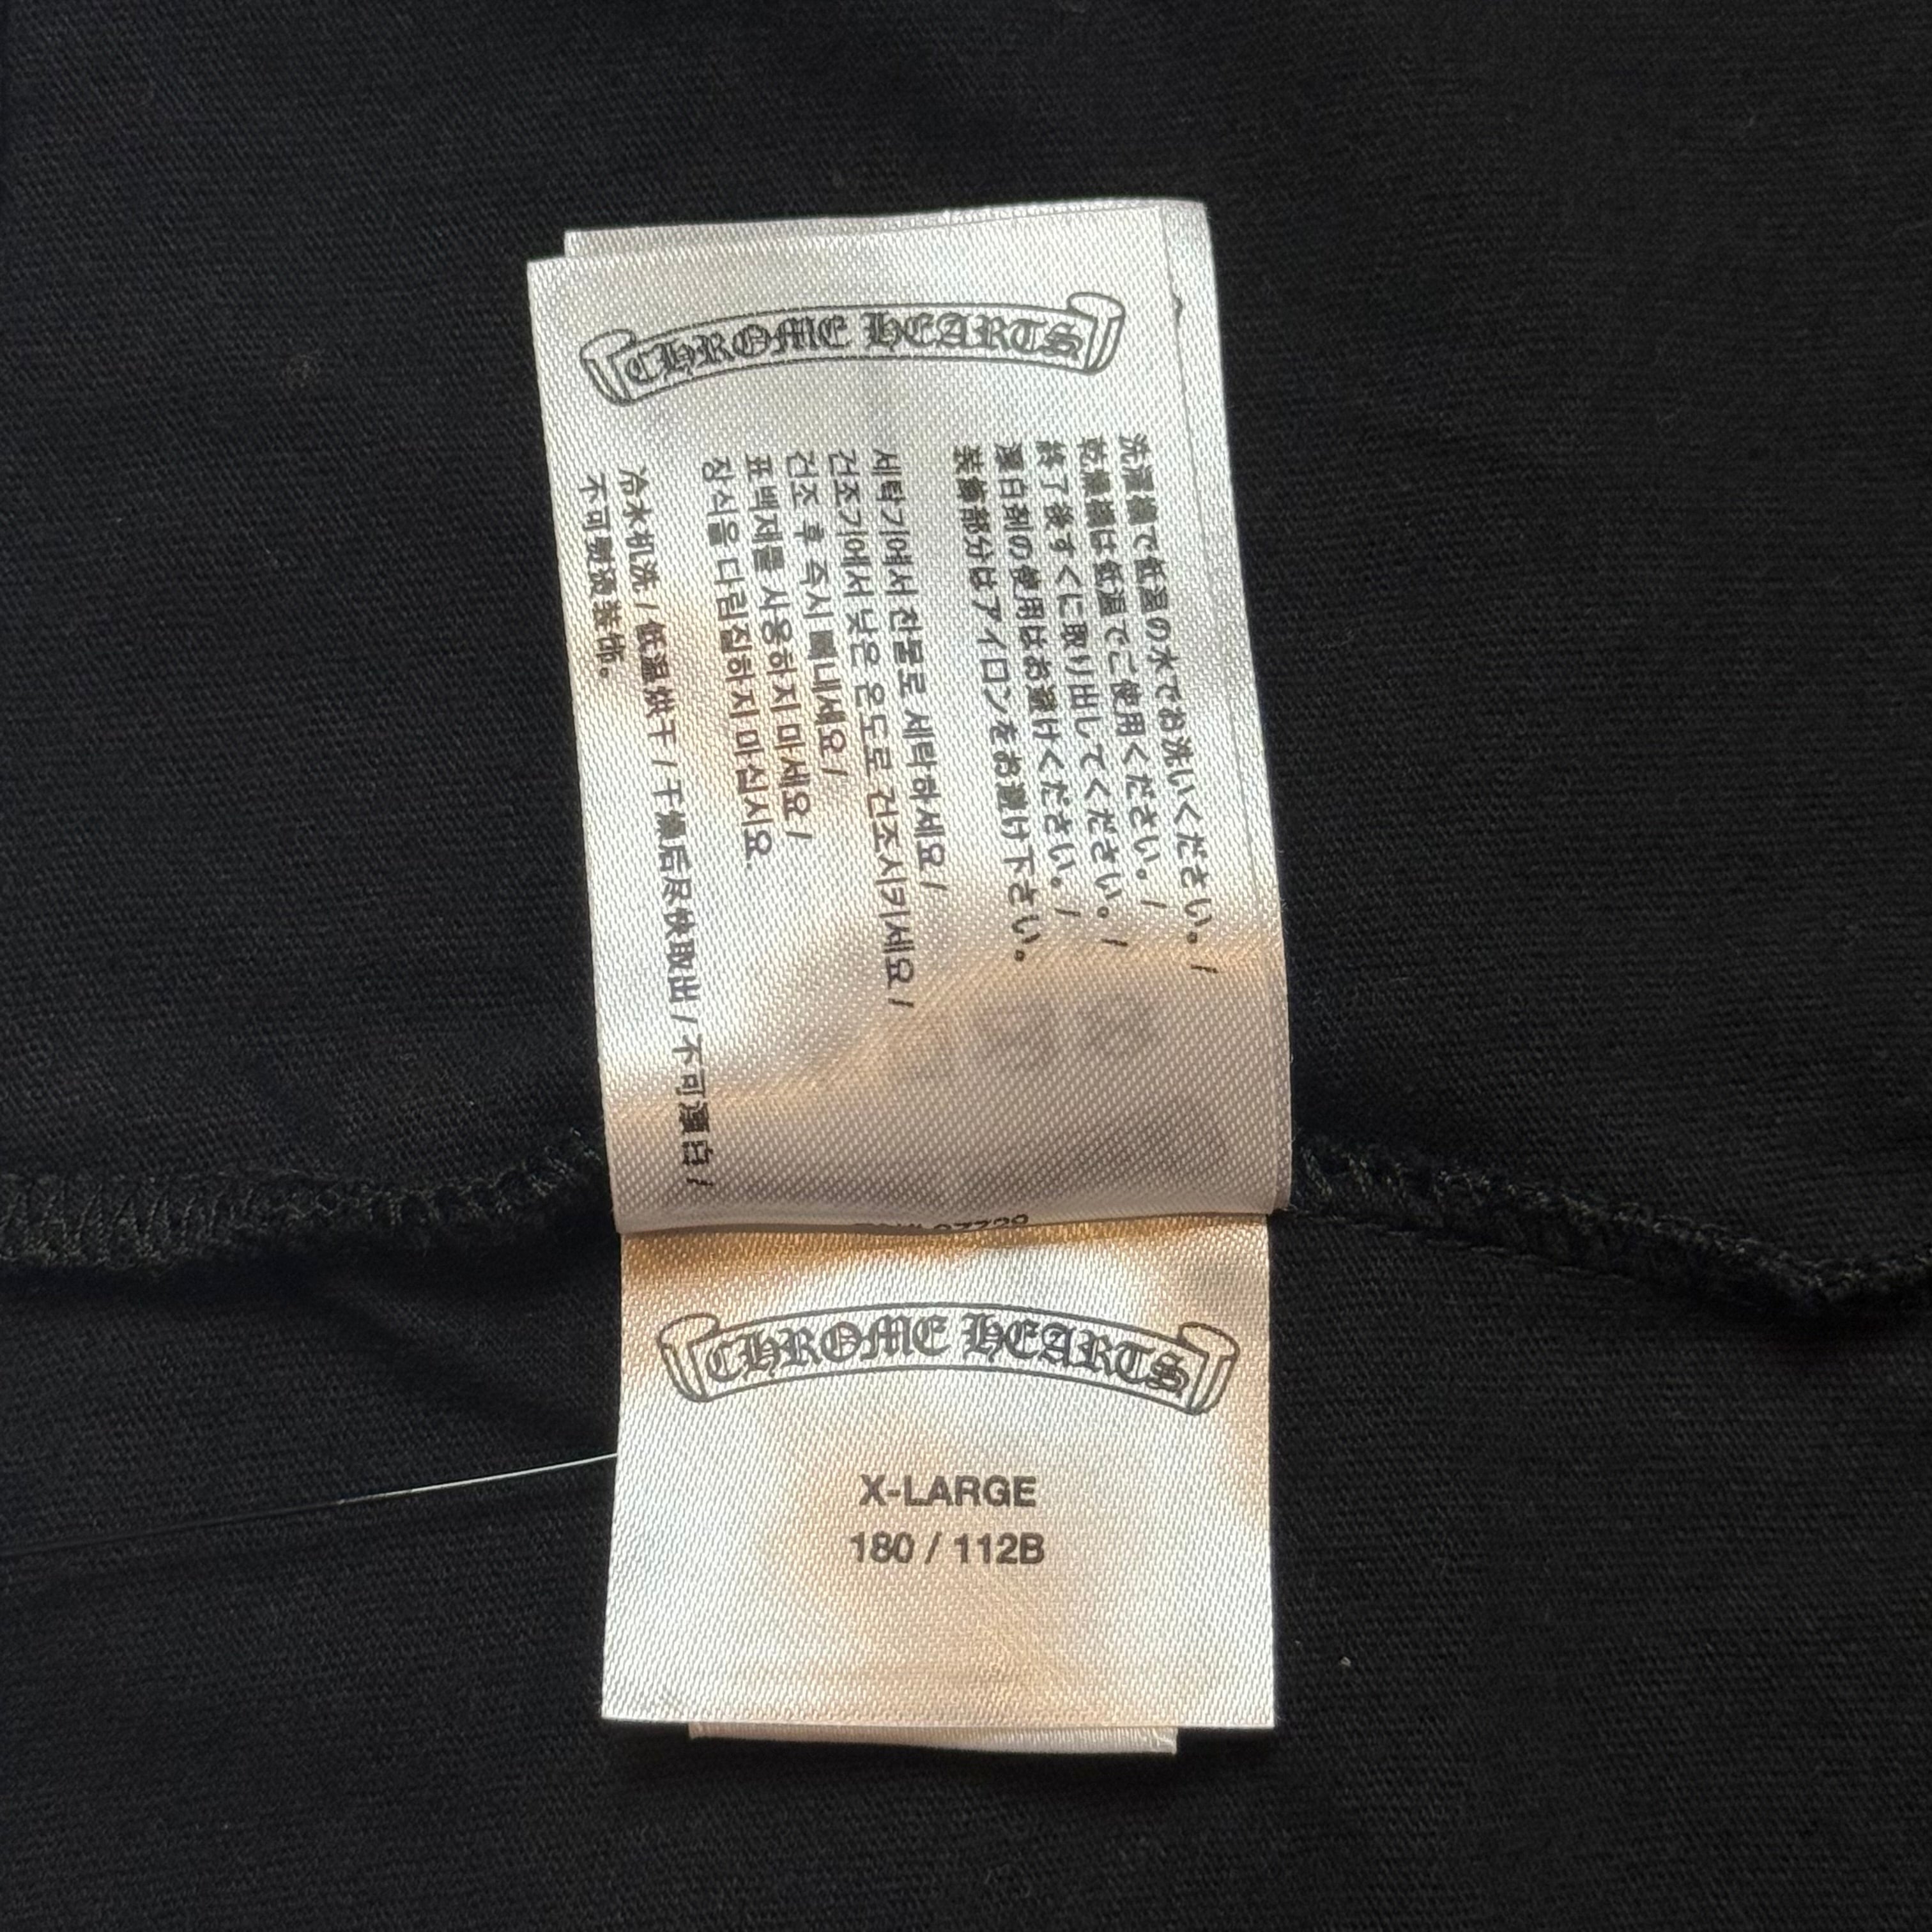 CHROME HEARTS
洗濯機で低温の水でお洗いください。 /
乾燥機は低温でご使用ください。 /
終了後すぐに取り出してください。 /
漂白剤の使用はお避けください。 /
装飾部分はアイロンをお避け下さい。
세탁기에서 찬물로 세탁하세요 /
건조기에서 낮은 온도로 건조시키세요 /
건조 후 즉시 빼내세요 /
표백제를 사용하지 마세요 /
장식을 다림질하지 마십시요
冷水机洗 / 低温烘干 / 干燥后尽快取出 / 不可漂白 /
不可熨烫装饰。
CHROME HEARTS
X-LARGE
180 / 112B